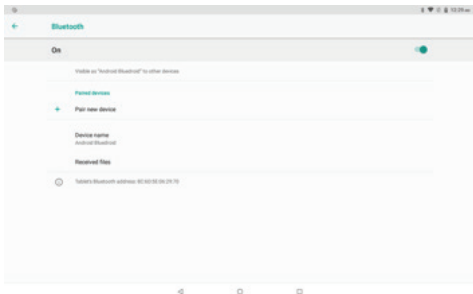 Bluetooth
On
Visible as "Android Bluedroid" to other devices
Paired devices
Pair new device
Device name
Android Bluedroid
Received files
Tablet's Bluetooth address: